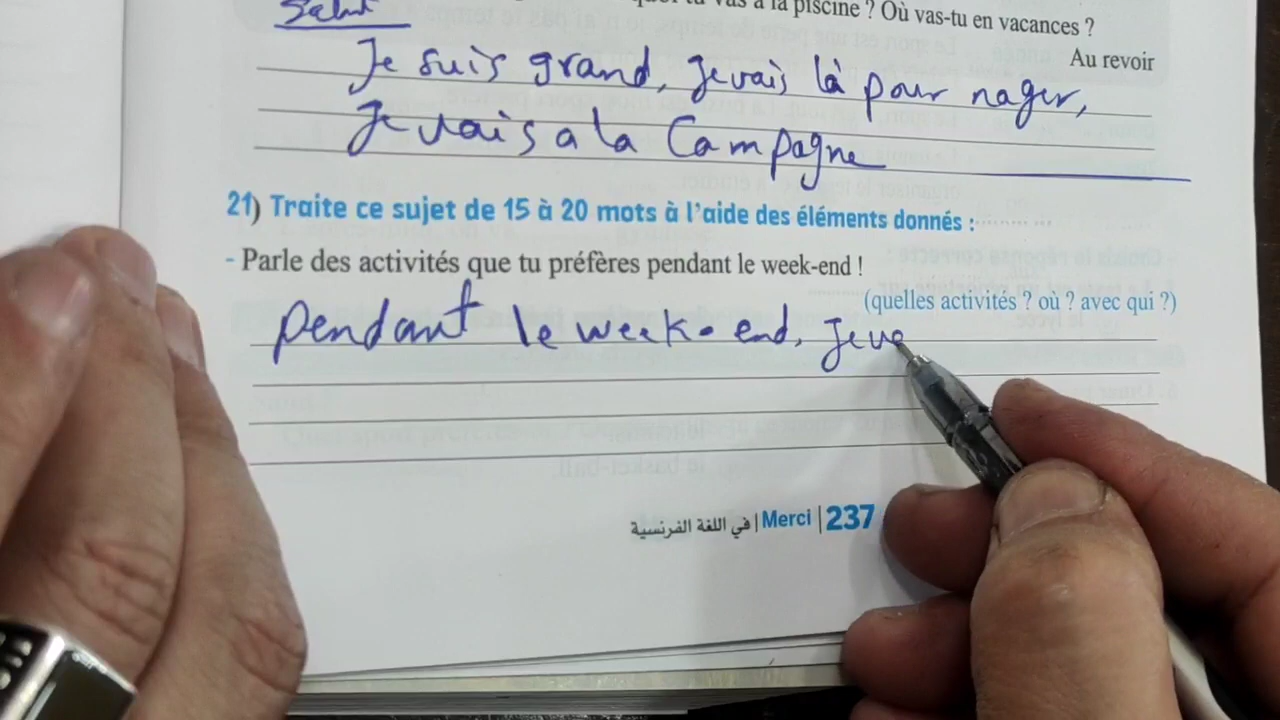 tu vas à la piscine ? Où vas-tu en vacances ?
Salut
Au revoir
Je suis grand, je vais là pour nager,
Je vais a la Campagne
21) Traite ce sujet de 15 à 20 mots à l'aide des éléments donnés :
- Parle des activités que tu préfères pendant le week-end !
(quelles activités ? où ? avec qui ?)
Pendant le week-end, Je va
في اللغة الفرنسية | Merci | 237